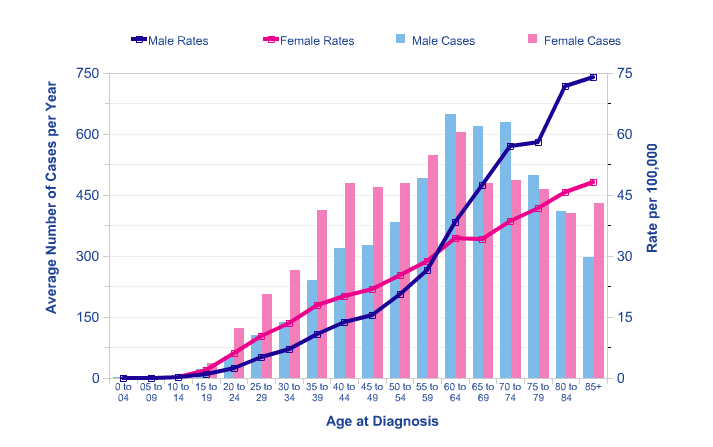 Male Rates Female Rates Male Cases Female Cases
Average Number of Cases per Year
750
600
450
300
150
0
75
60
45
30
15
0
Rate per 100,000
0 to 04
05 to 09
10 to 14
15 to 19
20 to 24
25 to 29
30 to 34
35 to 39
40 to 44
45 to 49
50 to 54
55 to 59
60 to 64
65 to 69
70 to 74
75 to 79
80 to 84
85+
Age at Diagnosis